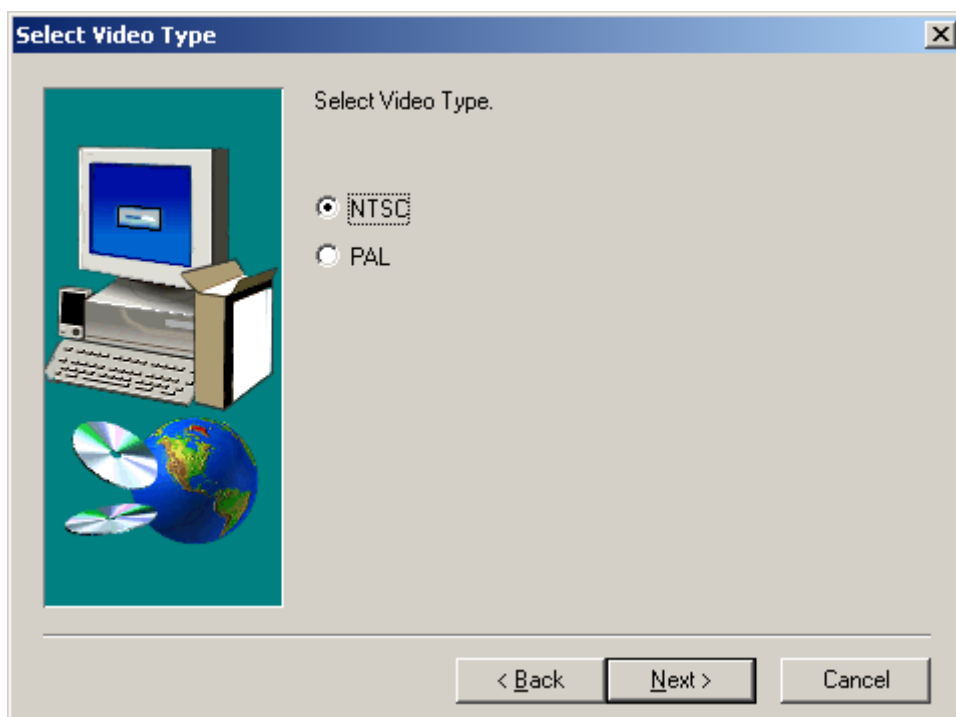 Select Video Type
Select Video Type.
NTSC
PAL
< Back
Next >
Cancel